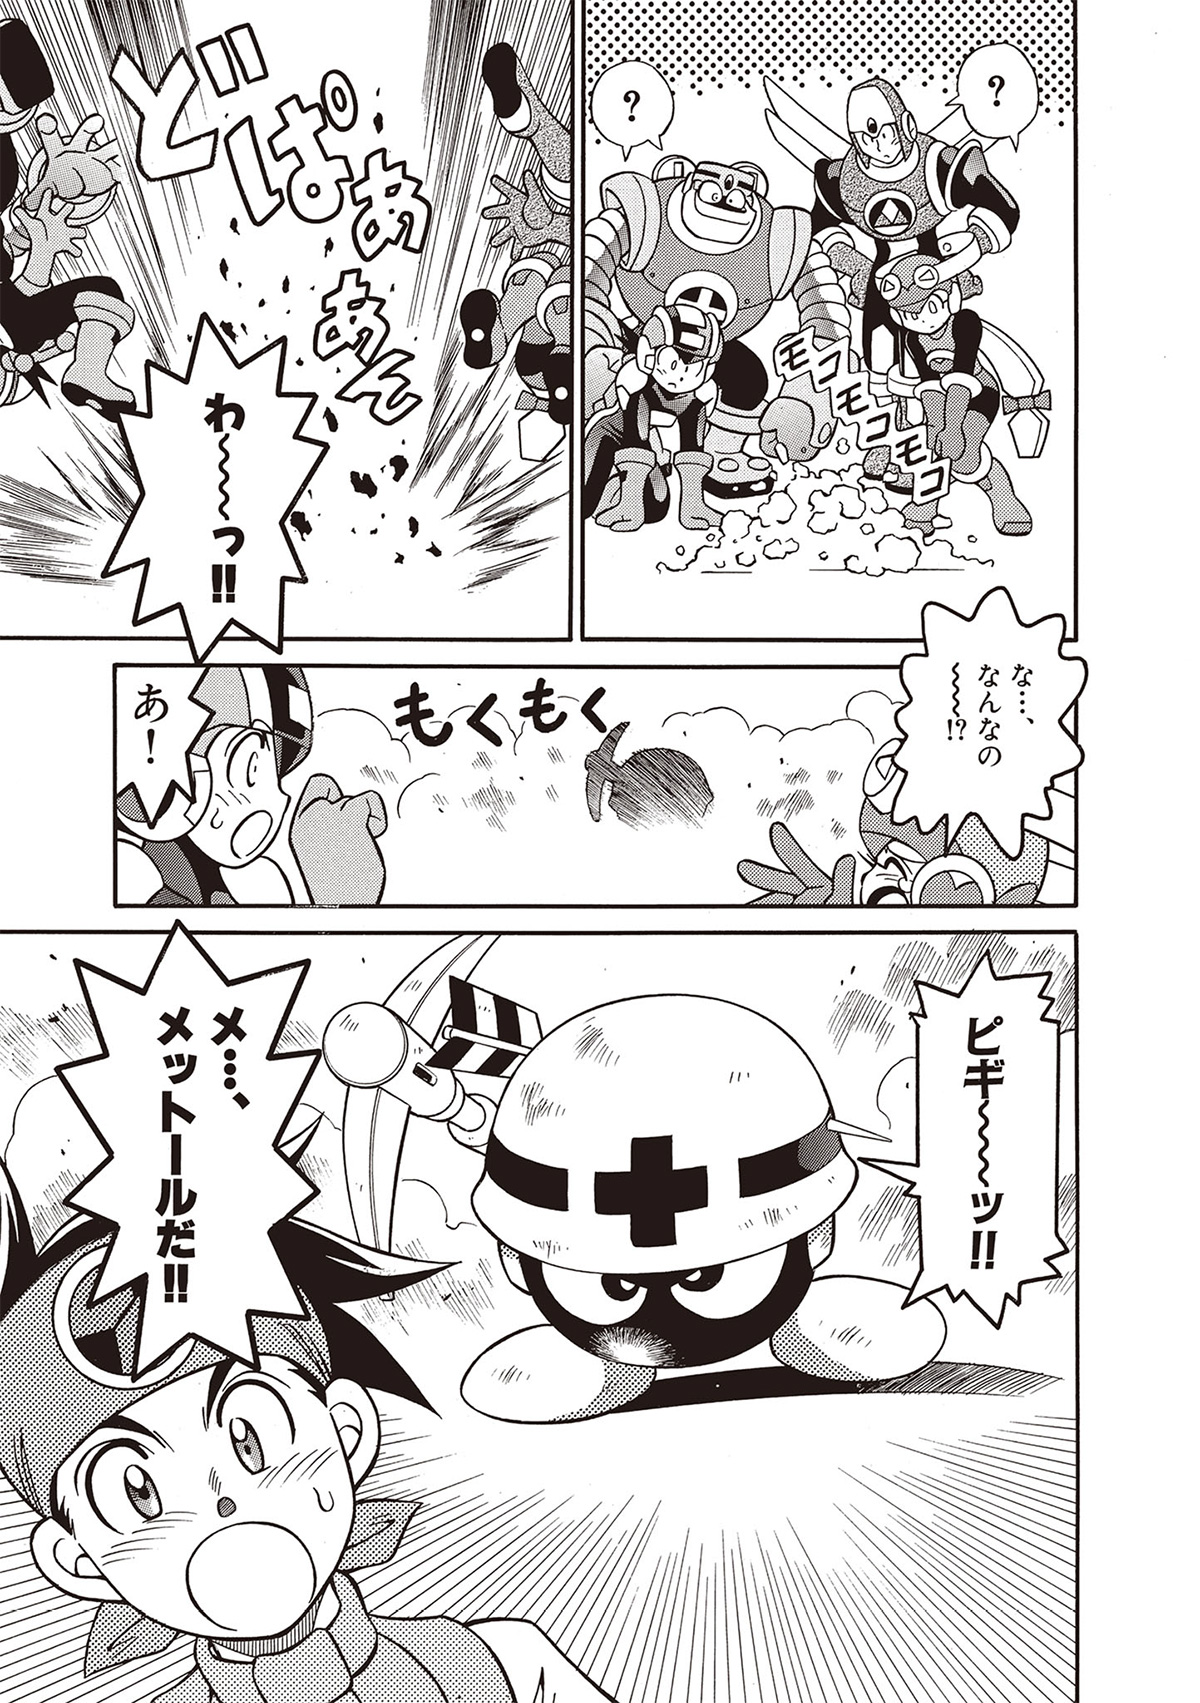 ?
?
モコモコモコ
どぱあああん
わ〜〜〜っ!!
な…、
なんなの
〜〜〜!?
もくもく
あ!
ピギ〜〜〜ッ!!
メ…、
メットールだ!!